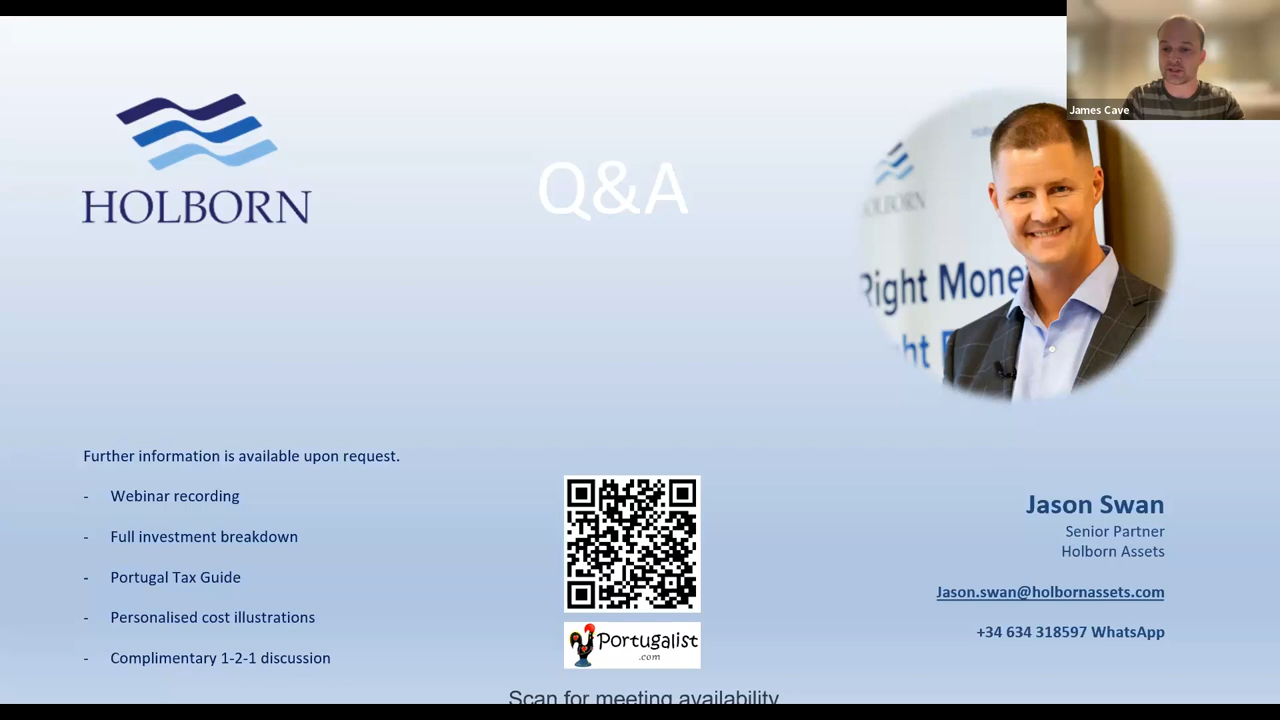 James Cave
HOLBORN
Q&A
HOLBORN
Right Mone
ht
Further information is available upon request.
- Webinar recording
- Full investment breakdown
- Portugal Tax Guide
- Personalised cost illustrations
- Complimentary 1-2-1 discussion
Portugalist
.com
Scan for meeting availability
Jason Swan
Senior Partner
Holborn Assets
Jason.swan@holbornassets.com
+34 634 318597 WhatsApp